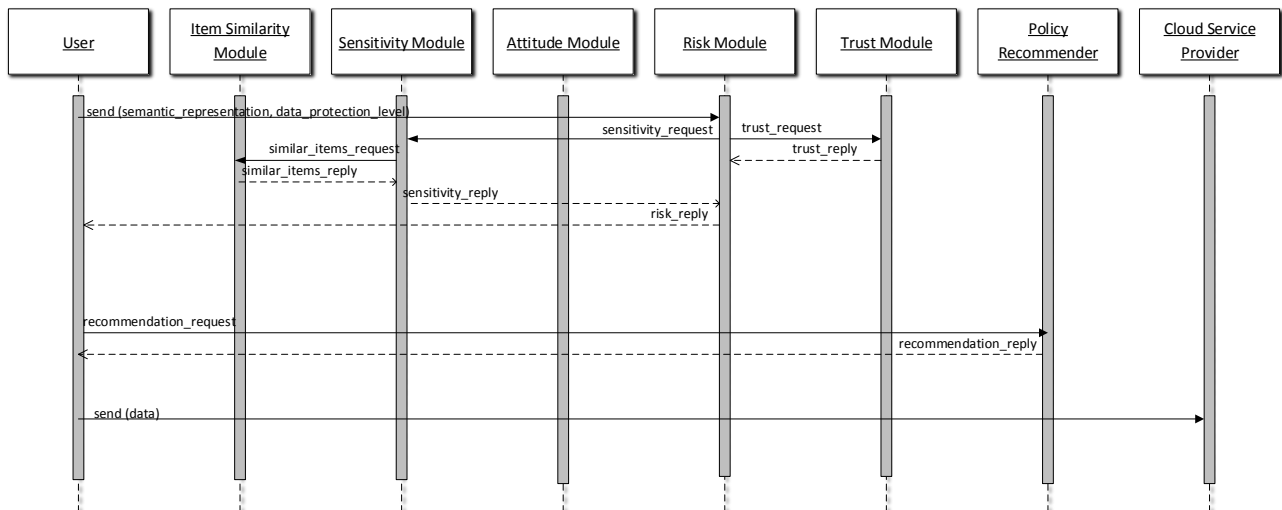 User
Item Similarity
Module
Sensitivity Module
Attitude Module
Risk Module
Trust Module
Policy
Recommender
Cloud Service
Provider
send (semantic_representation, data_protection_level)
sensitivity_request
trust_request
similar_items_request
trust_reply
similar_items_reply
sensitivity_reply
risk_reply
recommendation_request
recommendation_reply
send (data)